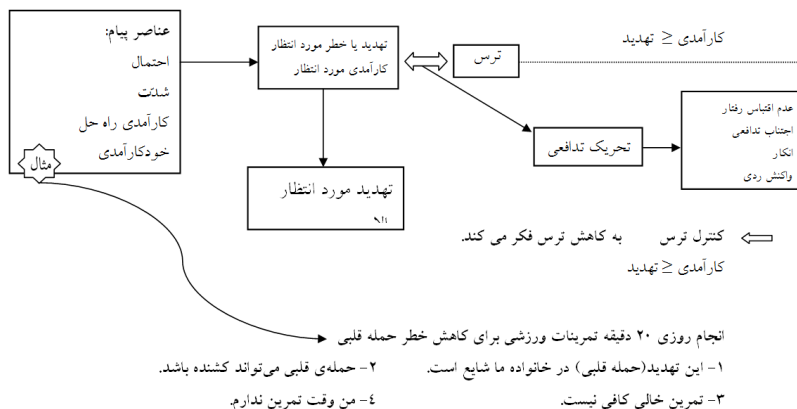 عناصر پیام:
احتمال
شدّت
کارآمدی راه حل
خودکارآمدی
مثال
تهدید یا خطر مورد انتظار
کارآمدی مورد انتظار
ترس
کارآمدی ≥ تهدید
عدم اقتباس رفتار
اجتناب تدافعی
انکار
واکنش ردی
تحریک تدافعی
تهدید مورد انتظار
کنترل ترس به کاهش ترس فکر می کند.
کارآمدی ≥ تهدید
انجام روزی ۲۰ دقیقه تمرینات ورزشی برای کاهش خطر حمله قلبی
۱- این تهدید(حمله قلبی) در خانواده ما شایع است. ۲- حمله‌ی قلبی می‌تواند کشنده باشد.
۳- تمرین خالی کافی نیست. ٤- من وقت تمرین ندارم.